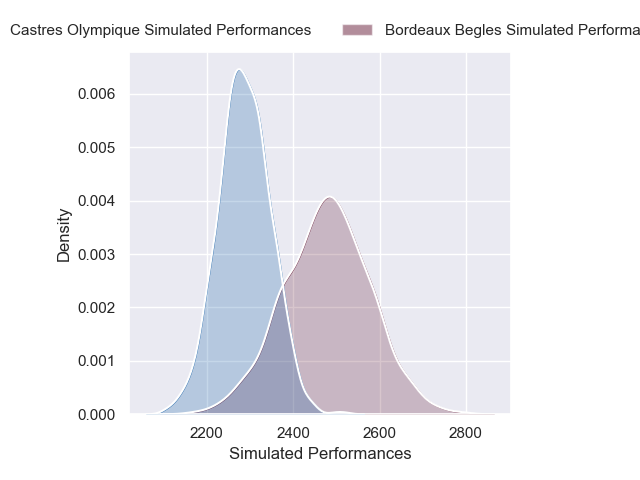 Castres Olympique Simulated Performances
Bordeaux Begles Simulated Performa
0.006
0.005
0.004
0.003
0.002
0.001
0.000
Density
2200 2400 2600 2800
Simulated Performances